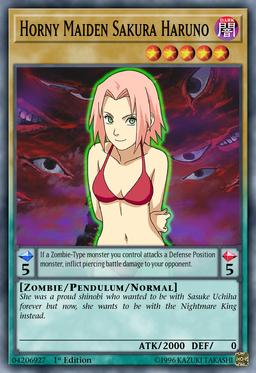 HORNY MAIDEN SAKURA HARUNO
DARK
闇
If a Zombie-Type monster you control attacks a Defense Position
monster, inflict piercing battle damage to your opponent.
5
5
[ZOMBIE/PENDULUM/NORMAL]
She was a proud shinobi who wanted to be with Sasuke Uchiha
forever but now, she wants to be with the Nightmare King
instead.
ATK/2000 DEF/ 0
04206927 1st Edition ©1996 KAZUKI TAKASHI